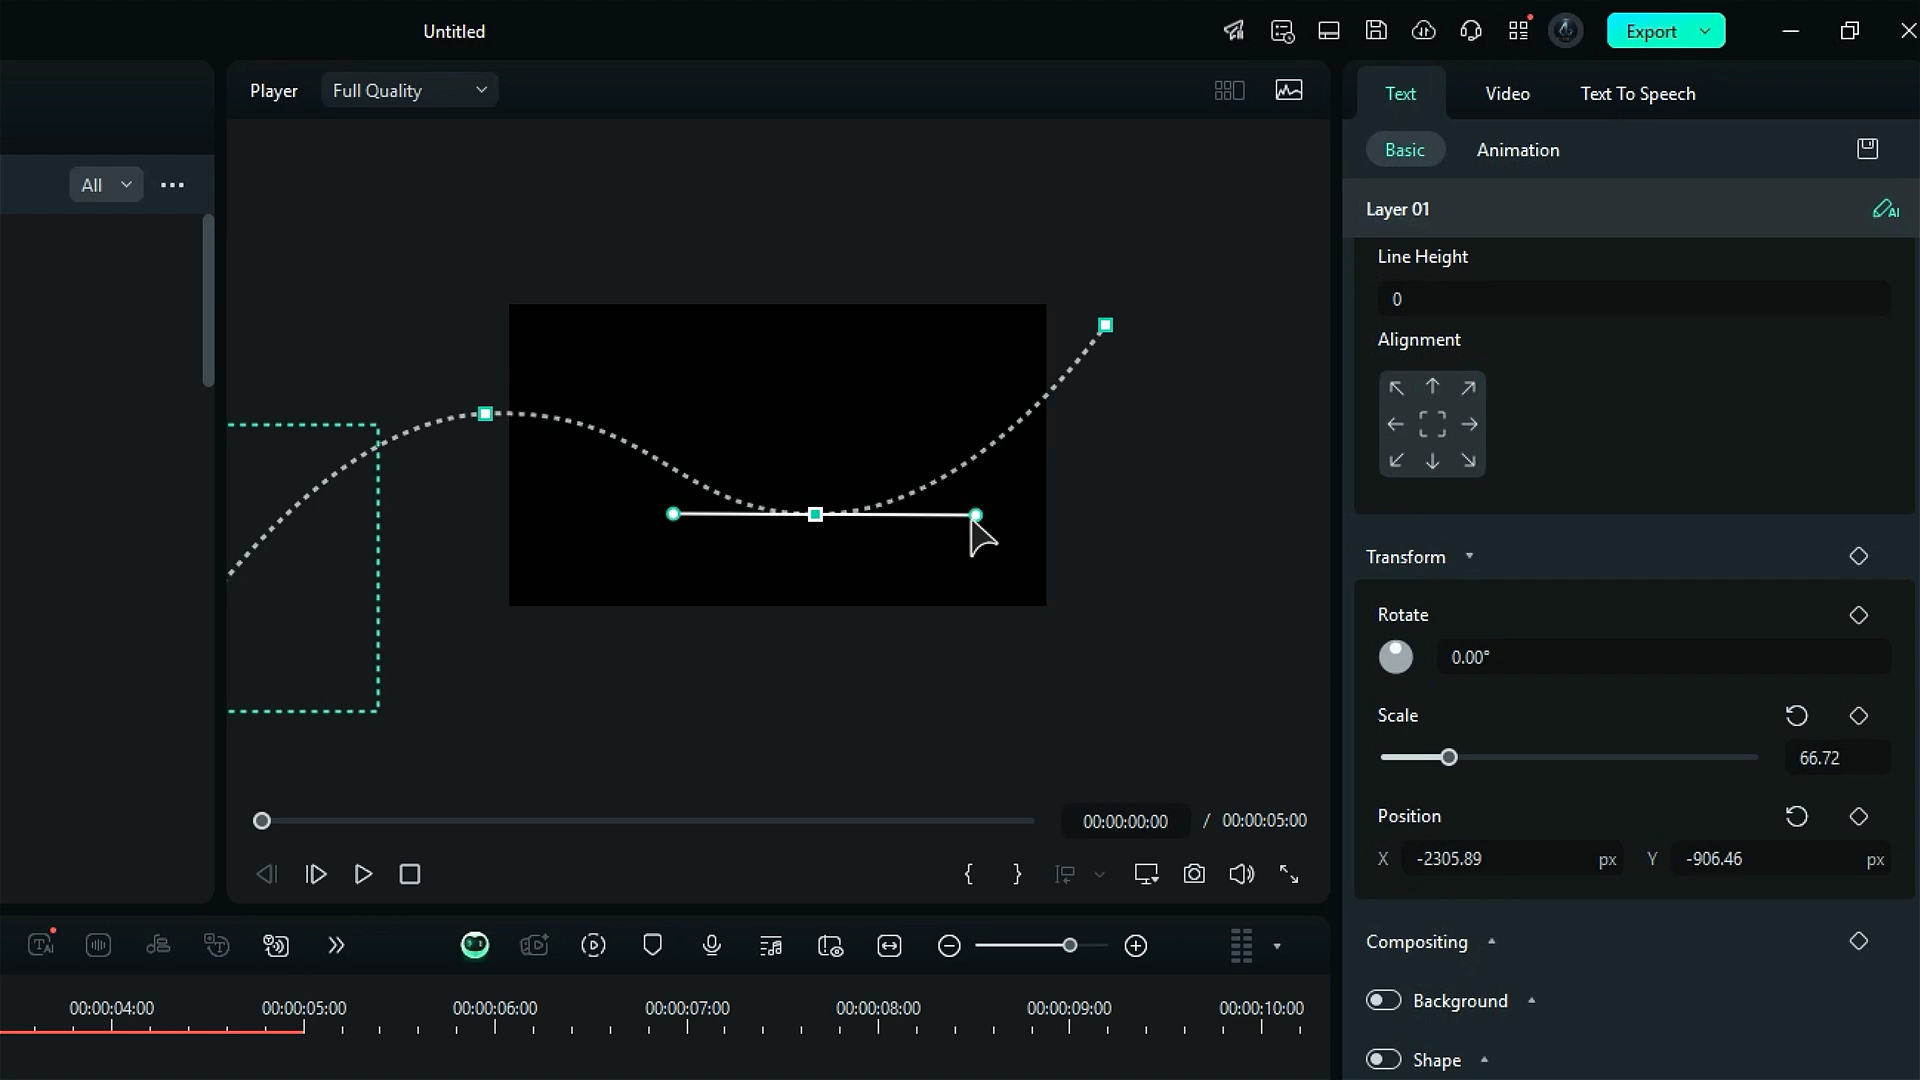 Untitled
Export
Player
Full Quality
Text
Video
Text To Speech
Basic
Animation
All
Layer 01
AI
Line Height
0
Alignment
Transform
Rotate
0.00°
Scale
66.72
Position
X -2305.89 px Y -906.46 px
00:00:00:00 / 00:00:05:00
Compositing
Background
Shape
00:00:04:00 00:00:05:00 00:00:06:00 00:00:07:00 00:00:08:00 00:00:09:00 00:00:10:00